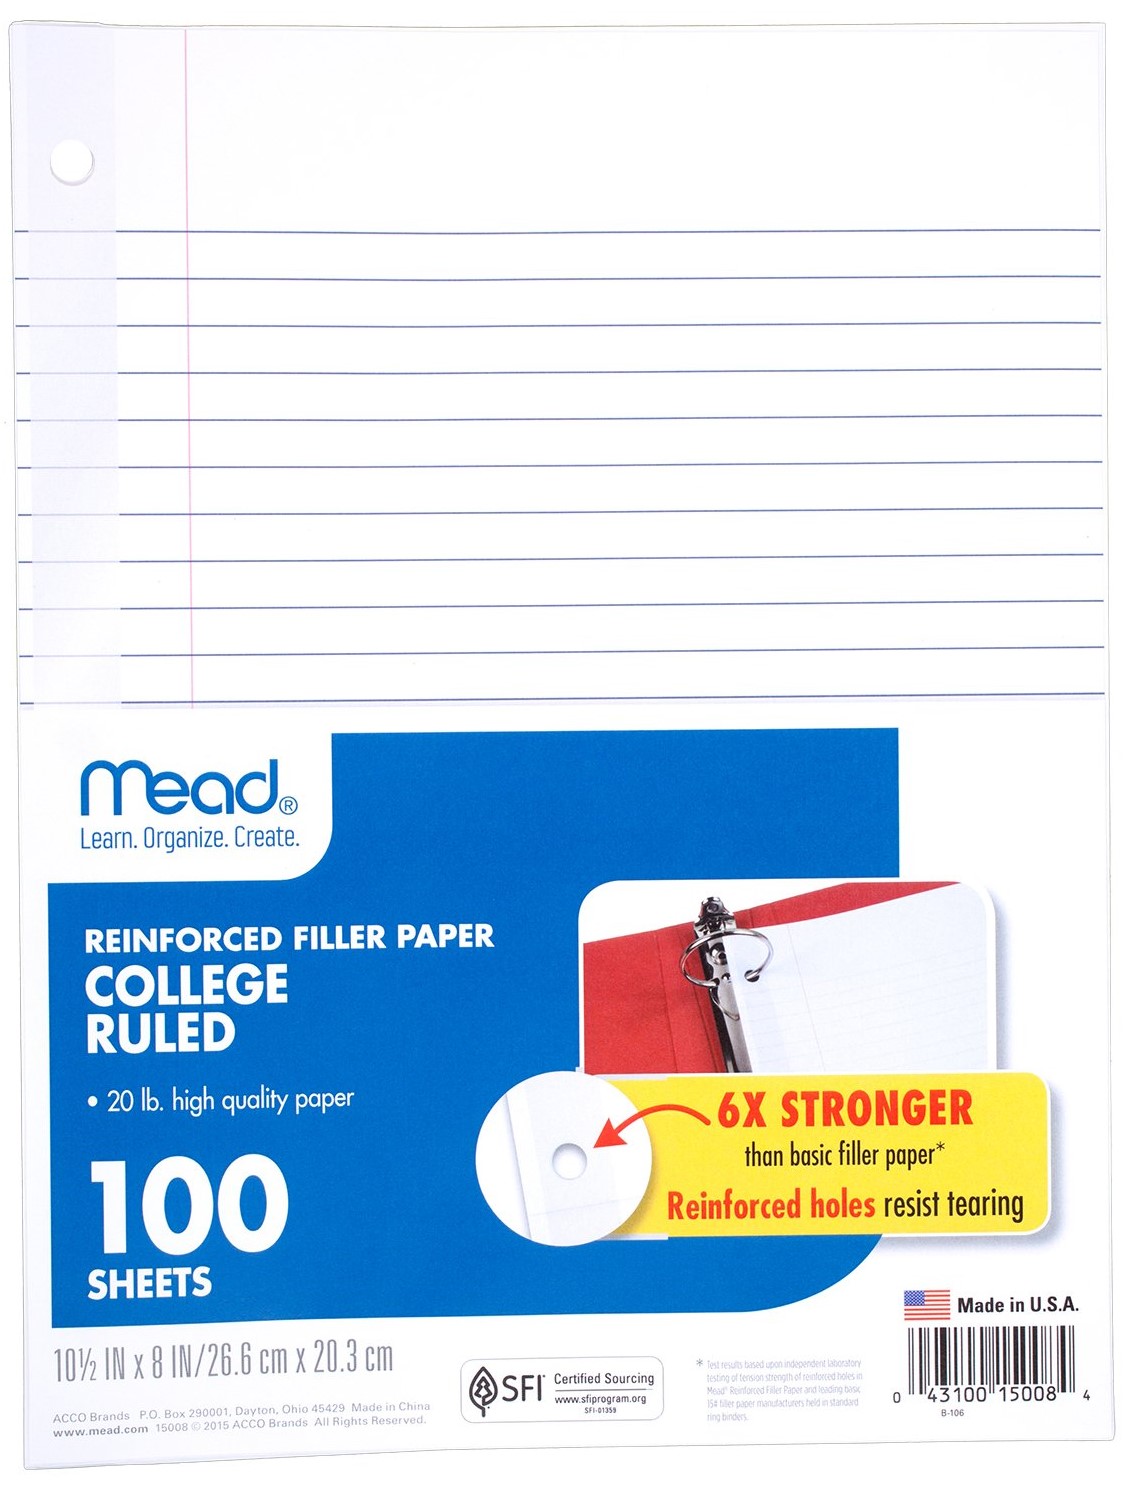 mead®
Learn. Organize. Create.
REINFORCED FILLER PAPER
COLLEGE
RULED
• 20 lb. high quality paper
100
SHEETS
6X STRONGER
than basic filler paper*
Reinforced holes resist tearing
Made in U.S.A.
10½ IN x 8 IN/26.6 cm x 20.3 cm
SFI
Certified Sourcing
www.sfiprogram.org
SFI-01359
* Test results based upon independent laboratory
testing of tension strength of reinforced holes in
Mead® Reinforced Filler Paper and leading basic
15# filler paper manufacturers held in standard
ring binders.
0 43100 15008 4
B-106
ACCO Brands P.O. Box 290001, Dayton, Ohio 45429 Made in China
www.mead.com 15008 © 2015 ACCO Brands All Rights Reserved.